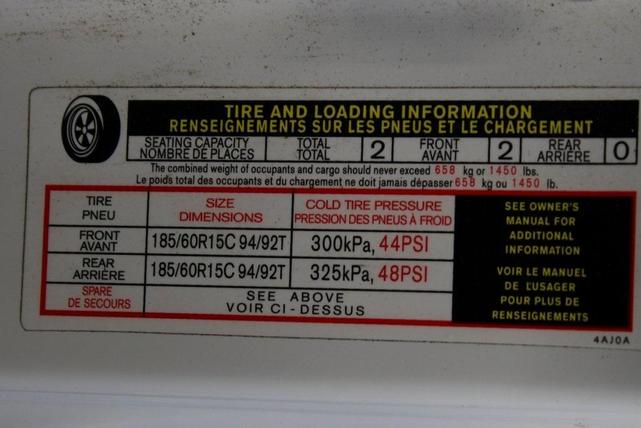 TIRE AND LOADING INFORMATION
RENSEIGNEMENTS SUR LES PNEUS ET LE CHARGEMENT
SEATING CAPACITY TOTAL 2 FRONT 2 REAR 0
NOMBRE DE PLACES TOTAL AVANT ARRIÈRE
The combined weight of occupants and cargo should never exceed 658 kg or 1450 lbs.
Le poids total des occupants et du chargement ne doit jamais dépasser 658 kg ou 1450 lb.
TIRE SIZE COLD TIRE PRESSURE
PNEU DIMENSIONS PRESSION DES PNEUS À FROID
FRONT
AVANT
185/60R15C 94/92T 300kPa, 44PSI
REAR
ARRIÈRE
185/60R15C 94/92T 325kPa, 48PSI
SPARE
DE SECOURS
SEE ABOVE
VOIR CI-DESSUS
SEE OWNER'S
MANUAL FOR
ADDITIONAL
INFORMATION
VOIR LE MANUEL
DE L'USAGER
POUR PLUS DE
RENSEIGNEMENTS
4AJ0A